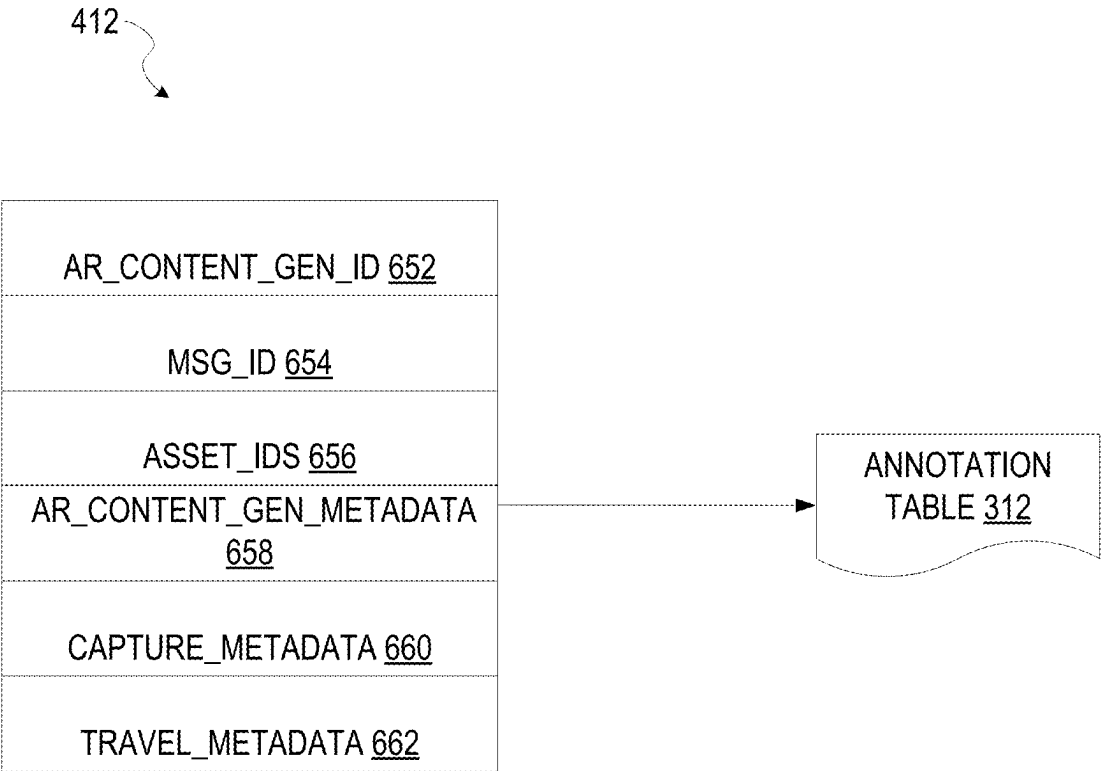 412
AR_CONTENT_GEN_ID 652
MSG_ID 654
ASSET_IDS 656
AR_CONTENT_GEN_METADATA
658
CAPTURE_METADATA 660
TRAVEL_METADATA 662
ANNOTATION
TABLE 312